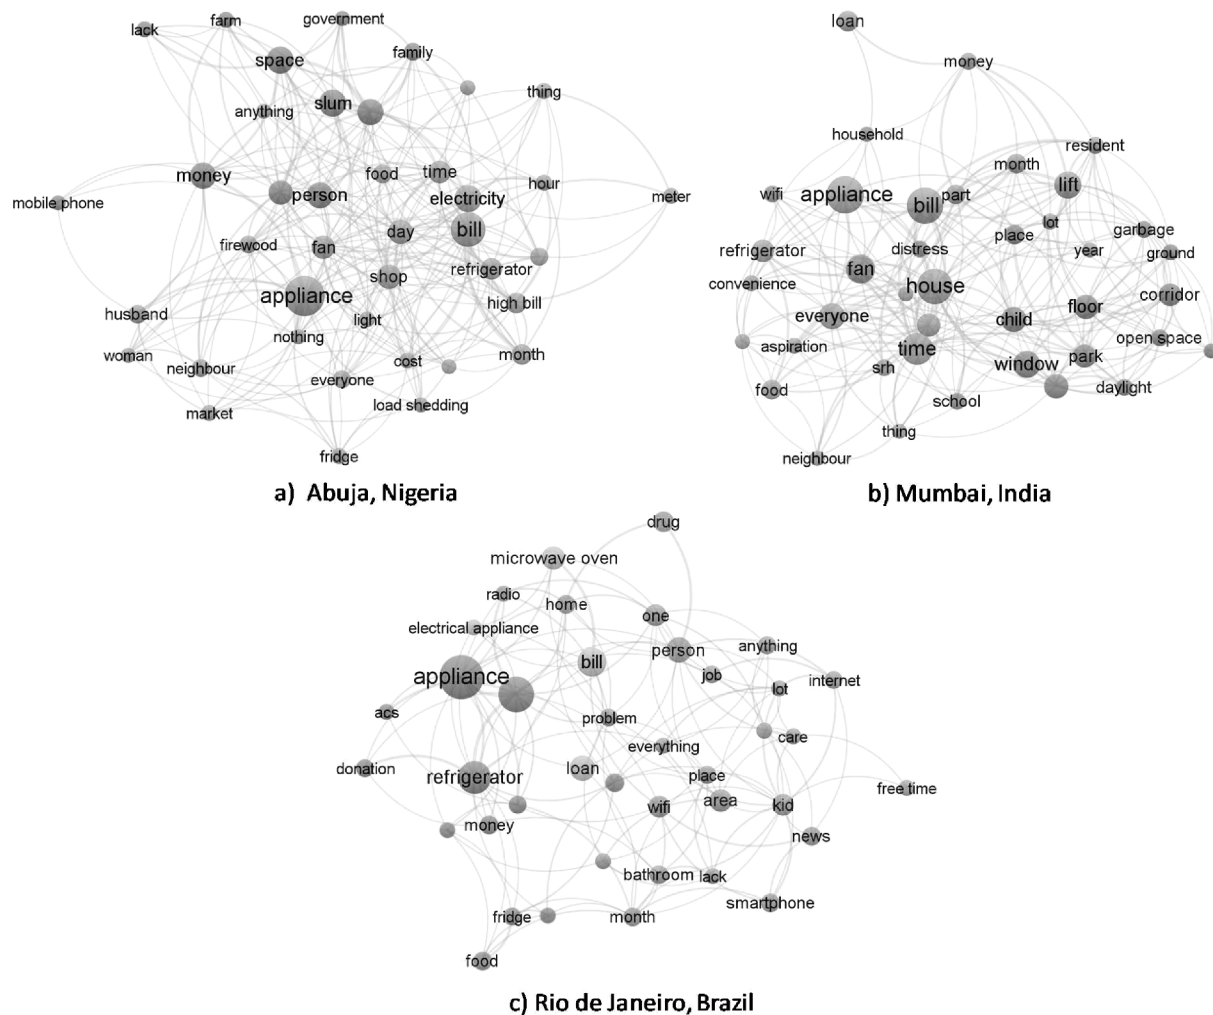 lack
farm
government
family
space
slum
anything
thing
money
food
time
person
electricity
hour
meter
mobile phone
day
bill
firewood
fan
shop
refrigerator
appliance
high bill
husband
light
nothing
woman
neighbour
cost
month
everyone
market
load shedding
fridge
a) Abuja, Nigeria
loan
money
household
resident
month
wifi
appliance
bill
part
lift
lot
place
garbage
refrigerator
distress
year
ground
fan
convenience
house
corridor
everyone
child
floor
aspiration
time
open space
srh
window
park
food
school
daylight
thing
neighbour
b) Mumbai, India
drug
microwave oven
radio
home
one
electrical appliance
bill
person
anything
appliance
job
lot
internet
acs
problem
everything
care
donation
refrigerator
loan
place
free time
wifi
area
kid
money
news
bathroom
lack
smartphone
fridge
month
food
c) Rio de Janeiro, Brazil